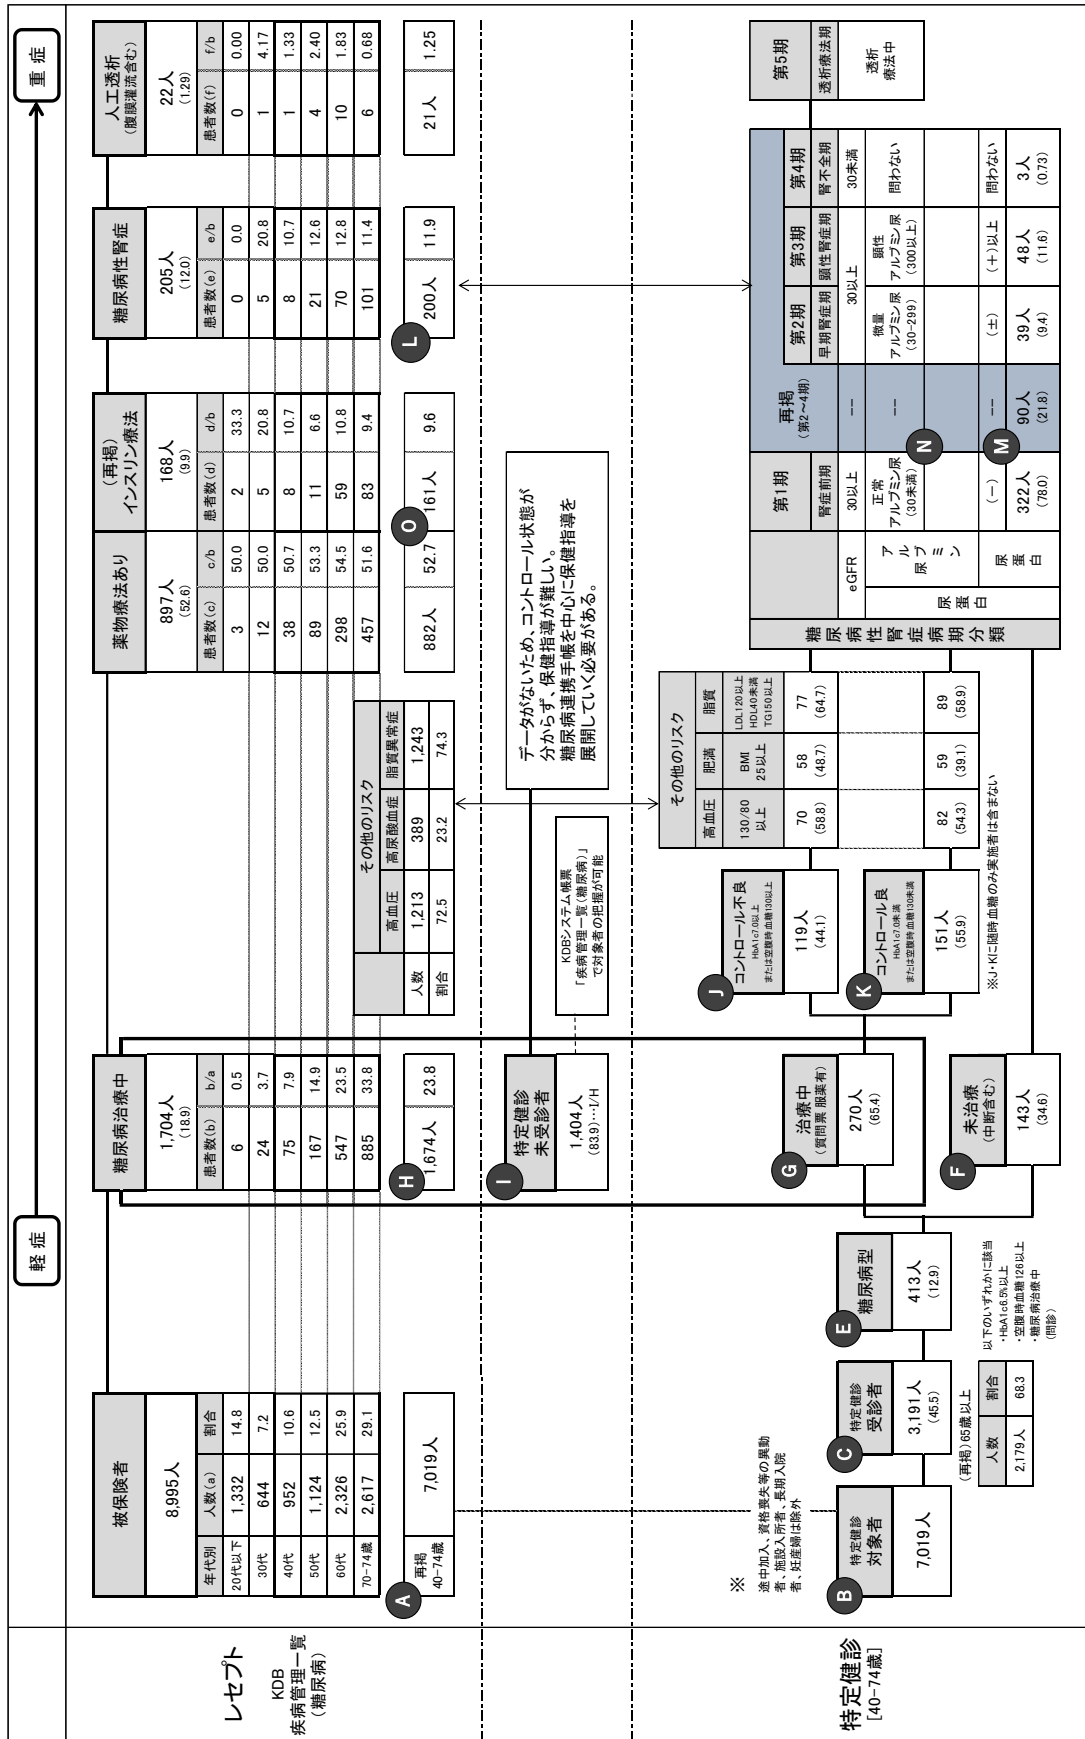 軽症
重症
レセプト
KDB
疾病管理一覧
(糖尿病)
被保険者
8,995人
年代別 人数(a) 割合
20代以下 1,332 14.8
30代 644 7.2
40代 952 10.6
50代 1,124 12.5
60代 2,326 25.9
70-74歳 2,617 29.1
A
再掲
40-74歳
7,019人
糖尿病治療中
1,704人
(18.9)
患者数(b) b/a
6 0.5
24 3.7
75 7.9
167 14.9
547 23.5
885 33.8
H
1,674人 23.8
その他のリスク
高血圧 高尿酸血症 脂質異常症
人数 1,213 389 1,243
割合 72.5 23.2 74.3
薬物療法あり
897人
(52.6)
患者数(c) c/b
3 50.0
12 50.0
38 50.7
89 53.3
298 54.5
457 51.6
882人 52.7
O
(再掲)
インスリン療法
168人
(9.9)
患者数(d) d/b
2 33.3
5 20.8
8 10.7
11 6.6
59 10.8
83 9.4
161人 9.6
糖尿病性腎症
205人
(12.0)
患者数(e) e/b
0 0.0
5 20.8
8 10.7
21 12.6
70 12.8
101 11.4
L
200人 11.9
人工透析
(腹膜灌流含む)
22人
(1.29)
患者数(f) f/b
0 0.00
1 4.17
1 1.33
4 2.40
10 1.83
6 0.68
21人 1.25
I
特定健診
未受診者
1,404人
(83.9)…I/H
KDBシステム帳票
「疾病管理一覧(糖尿病)」
で対象者の把握が可能
データがないため、コントロール状態が
分からず、保健指導が難しい。
糖尿病連携手帳を中心に保健指導を
展開していく必要がある。
特定健診
[40-74歳]
※
途中加入、資格喪失等の異動
者、施設入所者、長期入院
者、妊産婦は除外
B
特定健診
対象者
7,019人
C
特定健診
受診者
3,191人
(45.5)
(再掲)65歳以上
人数 割合
2,179人 68.3
E
糖尿病型
413人
(12.9)
以下のいずれかに該当
・HbA1c6.5%以上
・空腹時血糖126以上
・糖尿病治療中
(問診)
G
治療中
(質問票 服薬有)
270人
(65.4)
F
未治療
(中断含む)
143人
(34.6)
J
コントロール不良
HbA1c7.0以上
または空腹時血糖130以上
119人
(44.1)
K
コントロール良
HbA1c7.0未満
または空腹時血糖130未満
151人
(55.9)
※J・Kに随時血糖のみ実施者は含まない
その他のリスク
高血圧 肥満 脂質
130/80
以上
BMI
25以上
LDL120以上
HDL40未満
TG150以上
70
(58.8)
58
(48.7)
77
(64.7)
82
(54.3)
59
(39.1)
89
(58.9)
糖尿病性腎症病期分類
第1期
腎症前期
再掲
(第2~4期)
第2期
早期腎症期
第3期
顕性腎症期
第4期
腎不全期
第5期
透析療法期
eGFR 30以上 -- 30以上 30未満
透析
療法中
尿蛋白
尿アルブミン
正常
アルブミン尿
(30未満)
--
微量
アルブミン尿
(30-299)
顕性
アルブミン尿
(300以上)
問わない
N
尿蛋白 (-) -- (±) (+)以上 問わない
M
322人
(78.0)
90人
(21.8)
39人
(9.4)
48人
(11.6)
3人
(0.73)